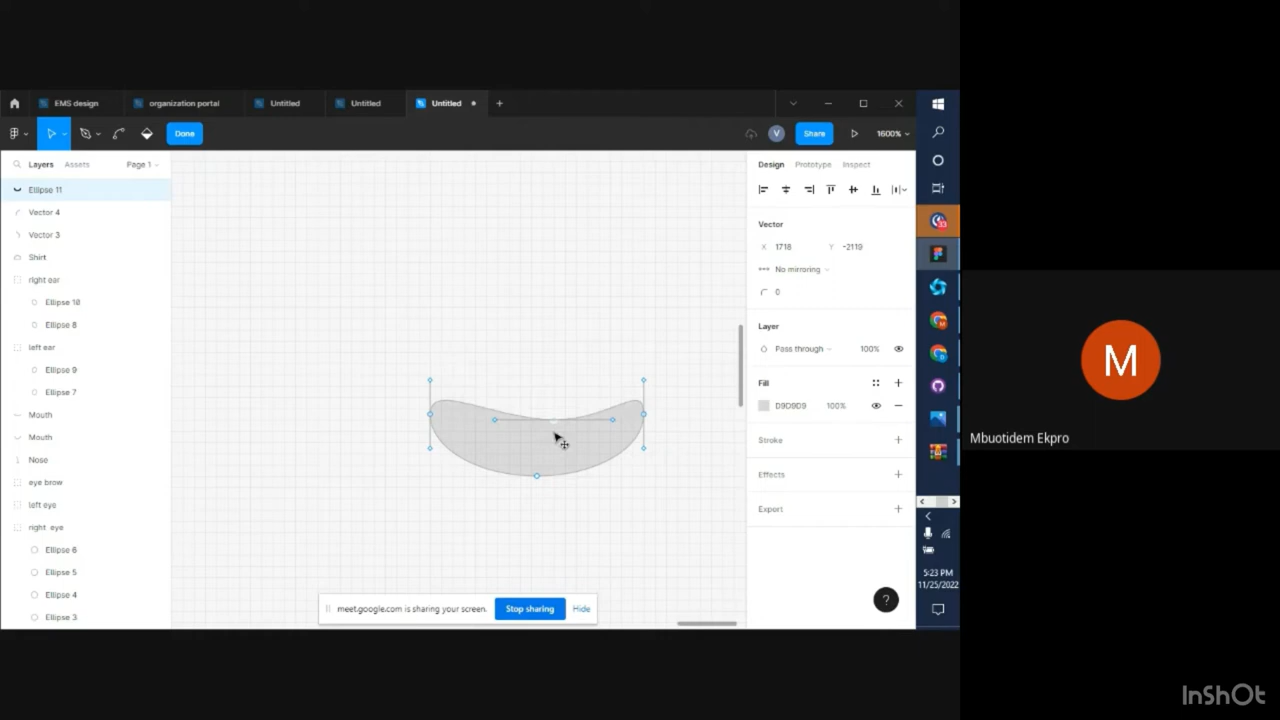 EMS design
organization portal
Untitled
Untitled
Untitled
Done
V
Share
1600%
Layers
Assets
Page 1
Ellipse 11
Vector 4
Vector 3
Shirt
right ear
Ellipse 10
Ellipse 8
left ear
Ellipse 9
Ellipse 7
Mouth
Mouth
Nose
eye brow
left eye
right eye
Ellipse 6
Ellipse 5
Ellipse 4
Ellipse 3
Design
Prototype
Inspect
Vector
X 1718 Y -2119
No mirroring
0
Layer
Pass through 100%
Fill
D9D9D9 100%
Stroke
Effects
Export
?
meet.google.com is sharing your screen.
Stop sharing
Hide
5:23 PM
11/25/2022
M
Mbuotidem Ekpro
InShOt